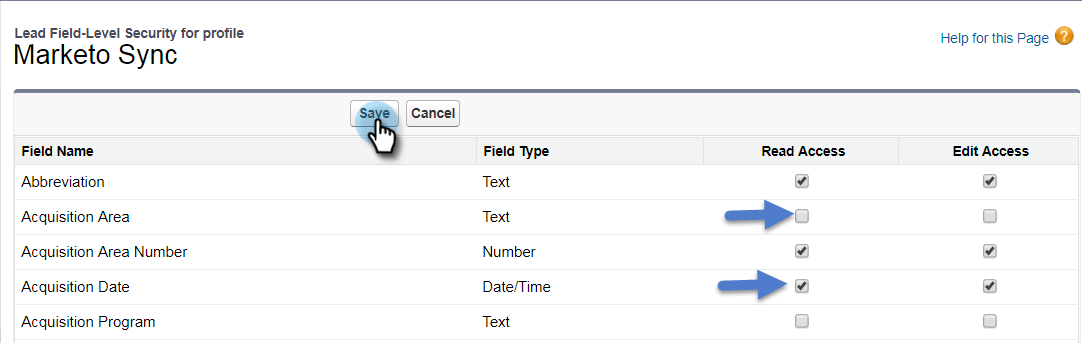 Lead Field-Level Security for profile
Marketo Sync
Help for this Page ?
Save Cancel
Field Name Field Type Read Access Edit Access
Abbreviation Text
Acquisition Area Text
Acquisition Area Number Number
Acquisition Date Date/Time
Acquisition Program Text